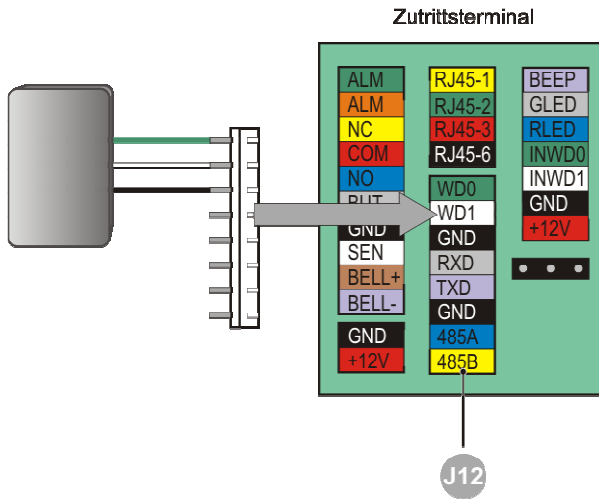 Zutrittsterminal
ALM
ALM
NC
COM
NO
BUT
GND
SEN
BELL+
BELL-
GND
+12V
RJ45-1
RJ45-2
RJ45-3
RJ45-6
WD0
WD1
GND
RXD
TXD
GND
485A
485B
BEEP
GLED
RLED
INWD0
INWD1
GND
+12V
J12